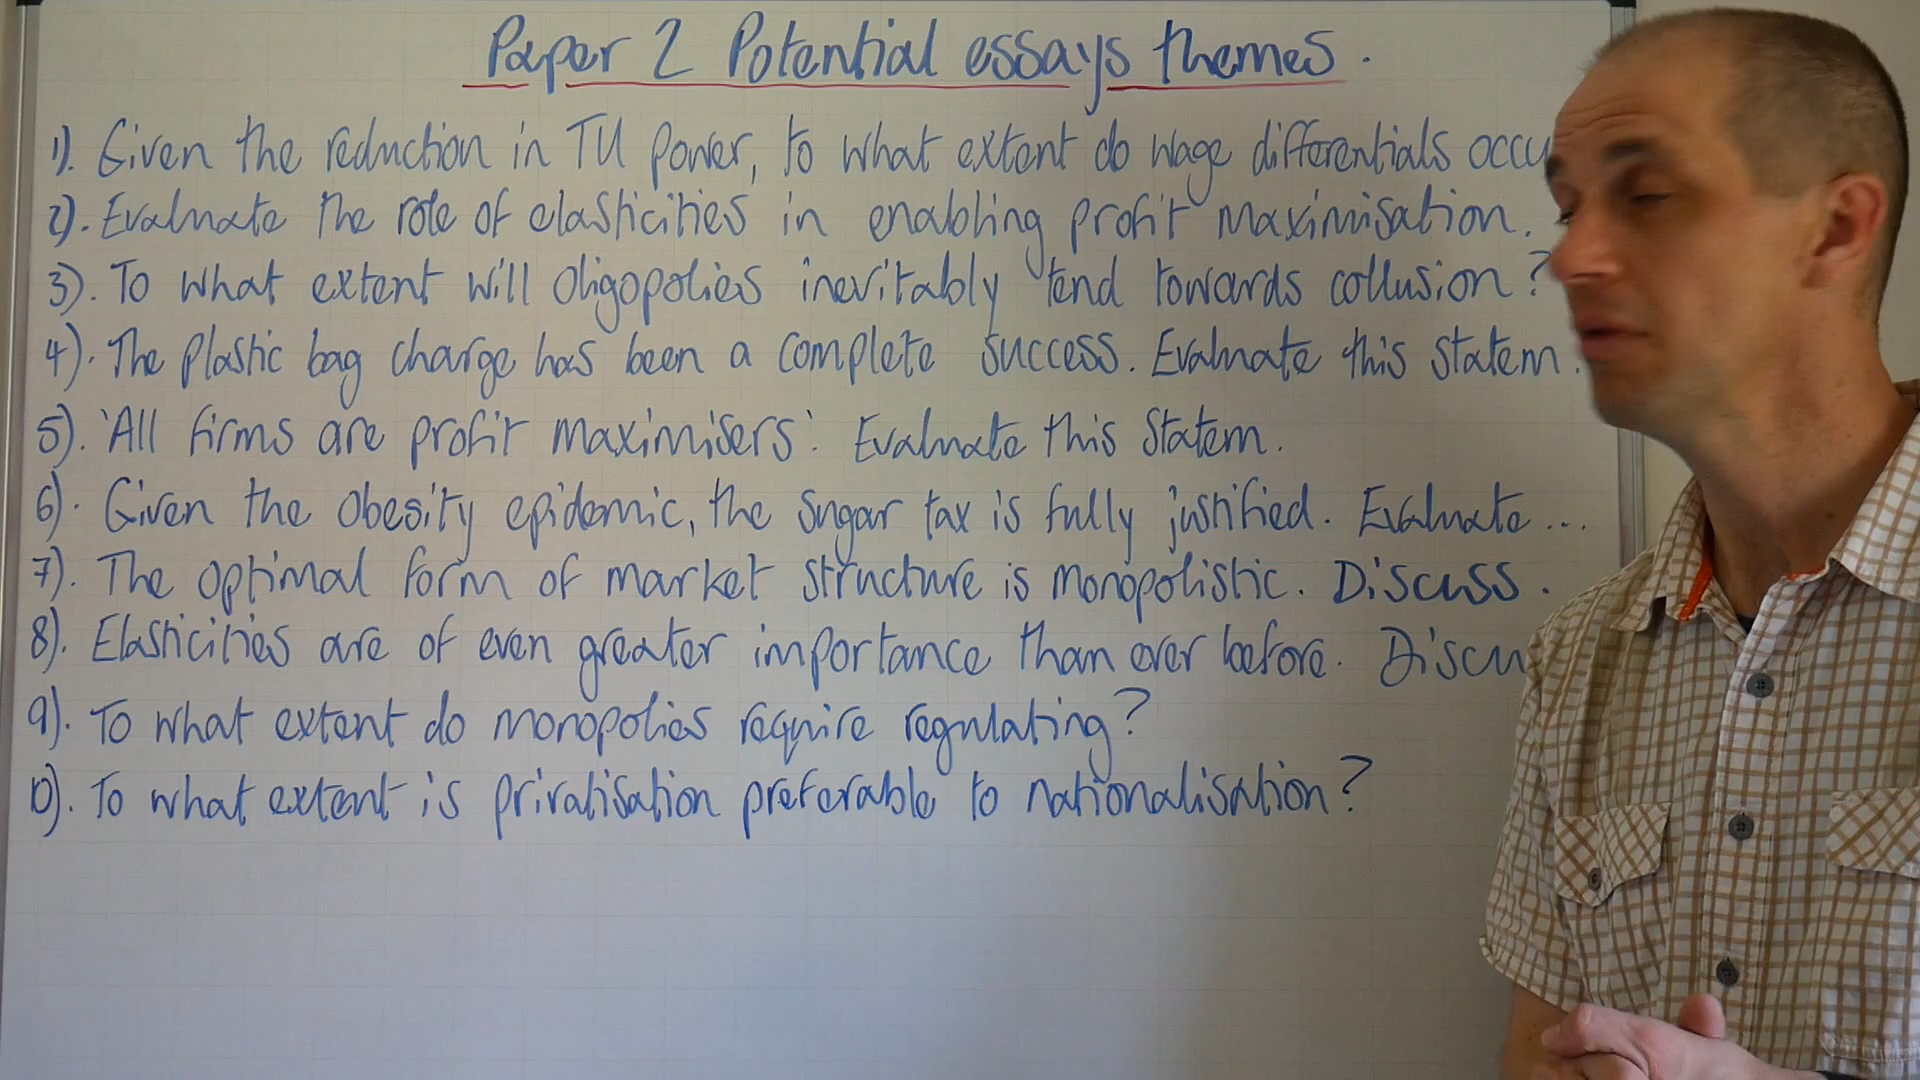 Paper 2 Potential essays themes.
1). Given the reduction in TU power, to what extent do wage differentials occu
2). Evaluate the role of elasticities in enabling profit maximisation.
3). To what extent will oligopolies inevitably tend towards collusion?
4). The plastic bag charge has been a complete success. Evaluate this statem.
5). 'All firms are profit maximisers'. Evaluate this statem.
6). Given the obesity epidemic, the sugar tax is fully justified. Evaluate...
7). The optimal form of market structure is monopolistic. Discuss.
8). Elasticities are of even greater importance than ever before. Discu
9). To what extent do monopolies require regulating?
10). To what extent is privatisation preferable to nationalisation?